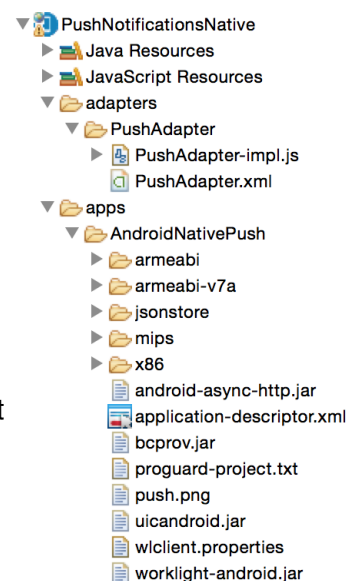 PushNotificationsNative
Java Resources
JavaScript Resources
adapters
PushAdapter
PushAdapter-impl.js
PushAdapter.xml
apps
AndroidNativePush
armeabi
armeabi-v7a
jsonstore
mips
x86
android-async-http.jar
t
application-descriptor.xml
bcprov.jar
proguard-project.txt
push.png
uicandroid.jar
wlclient.properties
worklight-android.jar